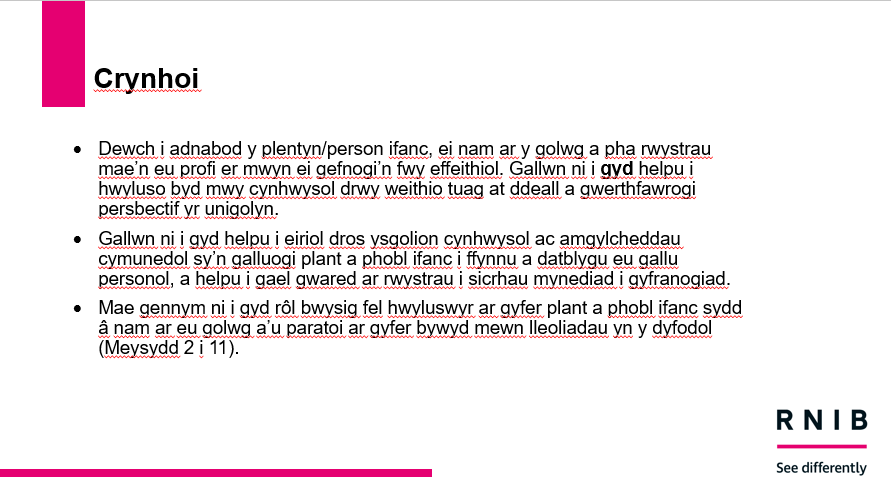 Crynhoi
• Dewch i adnabod y plentyn/person ifanc, ei nam ar y golwg a pha rwystrau
mae’n eu profi er mwyn ei gefnogi’n fwy effeithiol. Gallwn ni i gyd helpu i
hwyluso byd mwy cynhwysol drwy weithio tuag at ddeall a gwerthfawrogi
persbectif yr unigolyn.
• Gallwn ni i gyd helpu i eiriol dros ysgolion cynhwysol ac amgylcheddau
cymunedol sy’n galluogi plant a phobl ifanc i ffynnu a datblygu eu gallu
personol, a helpu i gael gwared ar rwystrau i sicrhau mynediad i gyfranogiad.
• Mae gennym ni i gyd rôl bwysig fel hwyluswyr ar gyfer plant a phobl ifanc sydd
â nam ar eu golwg a’u paratoi ar gyfer bywyd mewn lleoliadau yn y dyfodol
(Meysydd 2 i 11).
RNIB
See differently